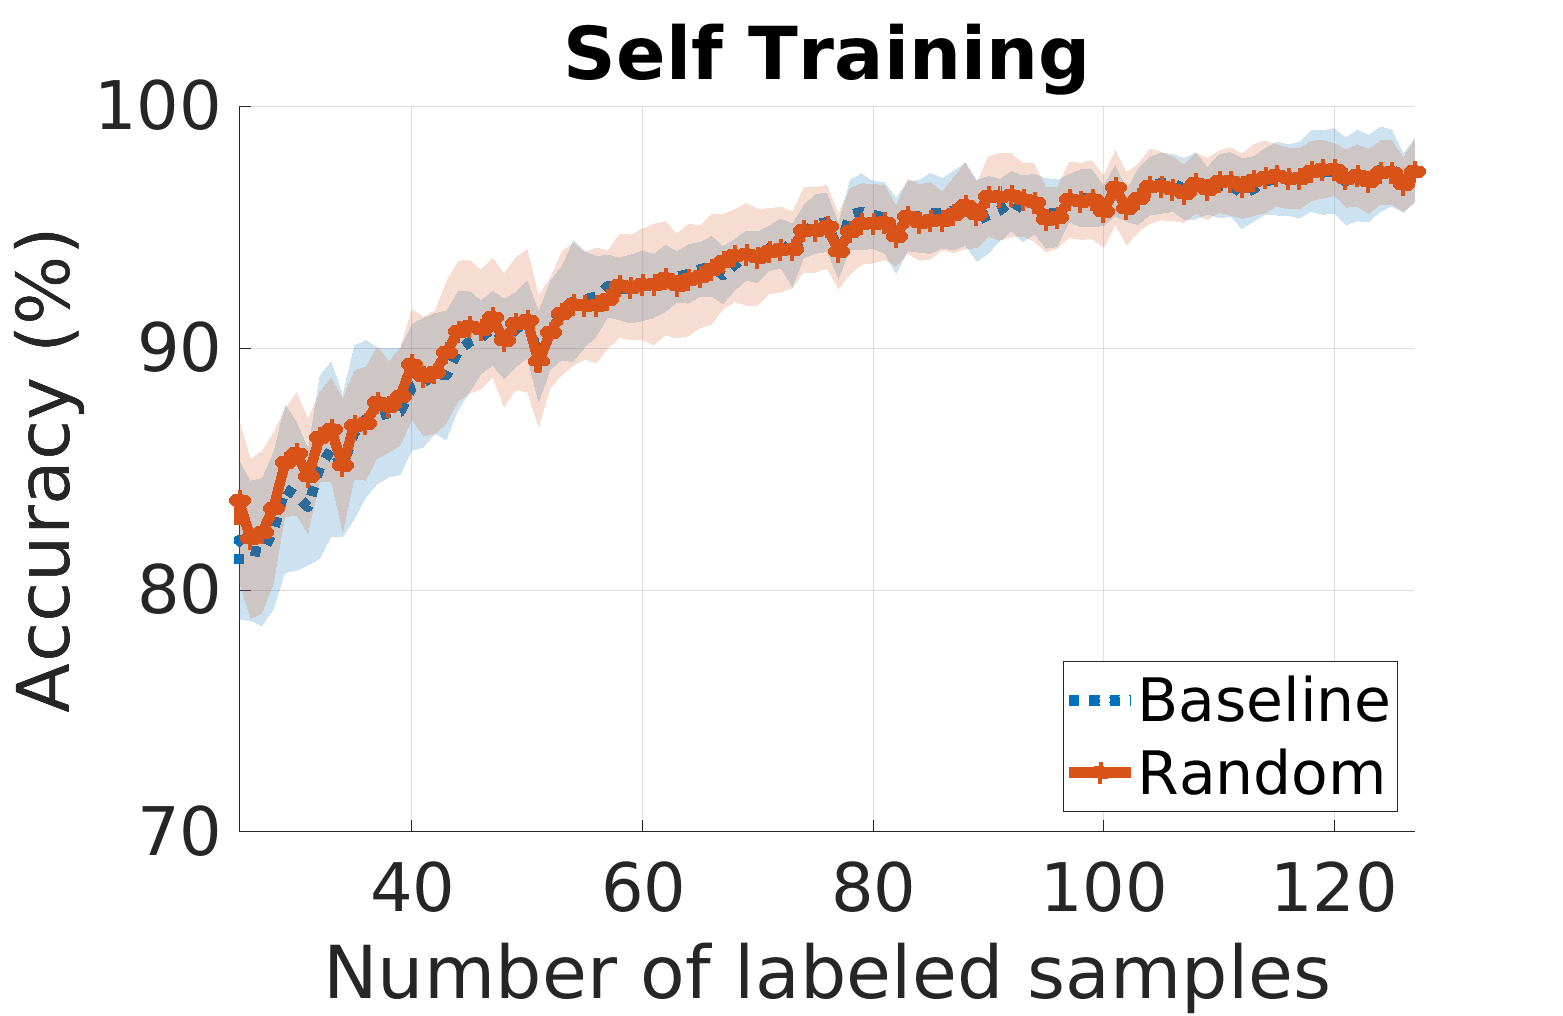 Self Training
Accuracy (%)
100
90
80
70
Baseline
Random
40 60 80 100 120
Number of labeled samples